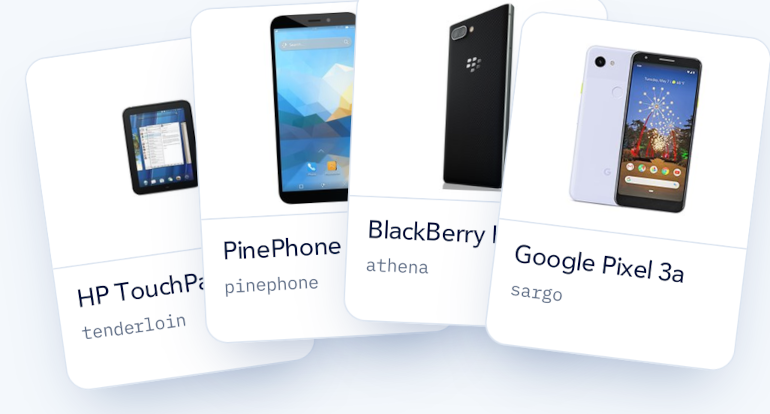 HP TouchPa
tenderloin
PinePhone
pinephone
BlackBerry
athena
Google Pixel 3a
sargo